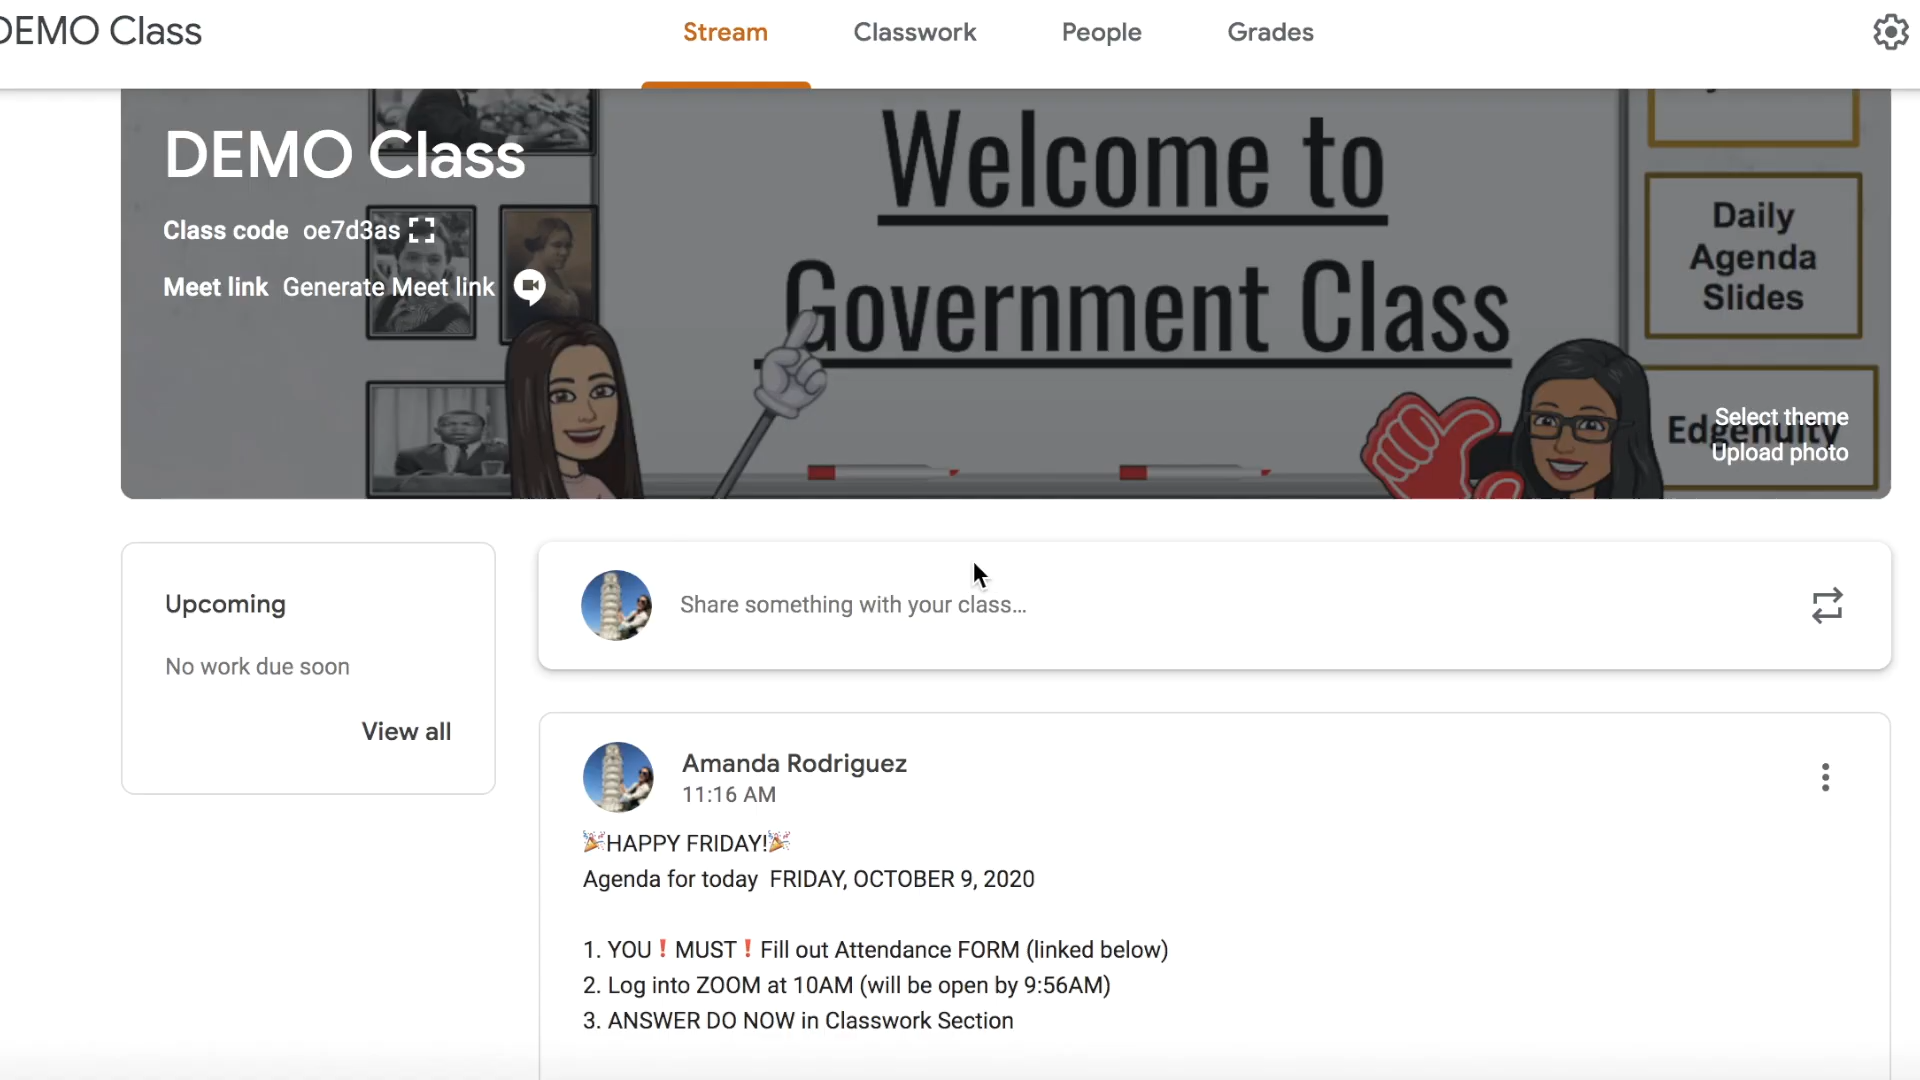 DEMO Class
Stream
Classwork
People
Grades
DEMO Class
Class code oe7d3as
Meet link Generate Meet link
Welcome to
Government Class
Daily
Agenda
Slides
Edgenuity
Select theme
Upload photo
Upcoming
No work due soon
View all
Share something with your class...
Amanda Rodriguez
11:16 AM
🎉HAPPY FRIDAY!🎉
Agenda for today FRIDAY, OCTOBER 9, 2020
1. YOU❗MUST❗Fill out Attendance FORM (linked below)
2. Log into ZOOM at 10AM (will be open by 9:56AM)
3. ANSWER DO NOW in Classwork Section